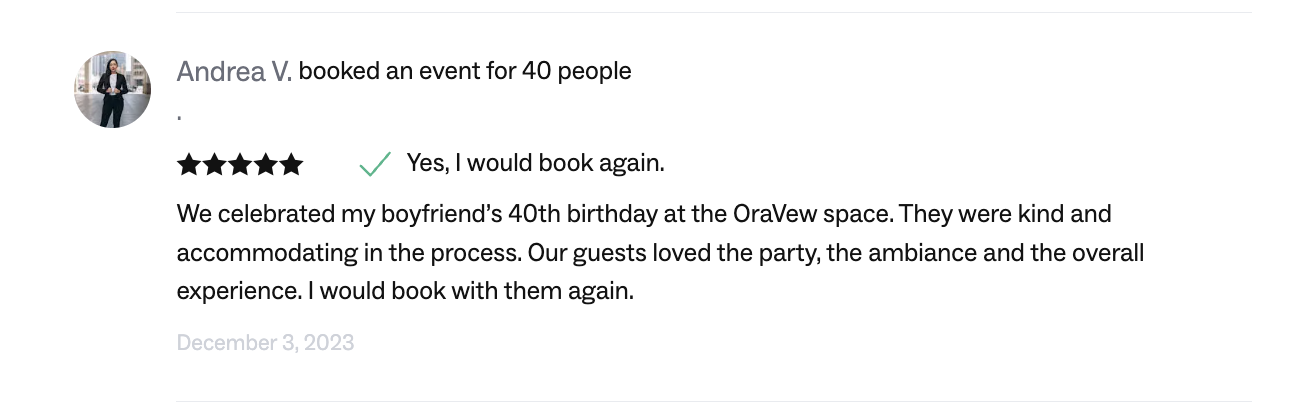 Andrea V. booked an event for 40 people
.
Yes, I would book again.
We celebrated my boyfriend’s 40th birthday at the OraVew space. They were kind and
accommodating in the process. Our guests loved the party, the ambiance and the overall
experience. I would book with them again.
December 3, 2023